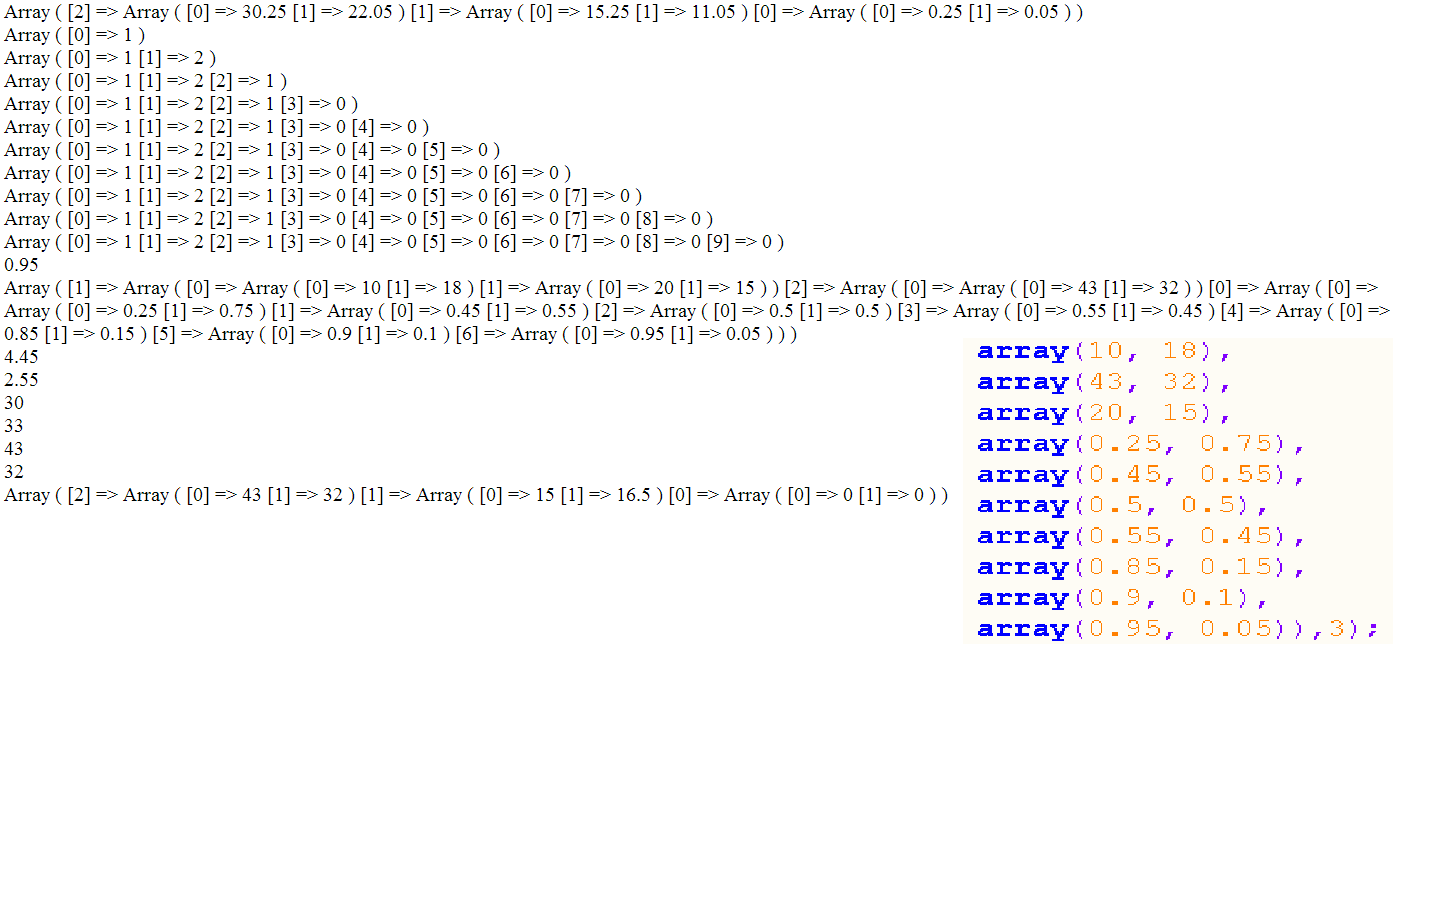 Array ( [2] => Array ( [0] => 30.25 [1] => 22.05 ) [1] => Array ( [0] => 15.25 [1] => 11.05 ) [0] => Array ( [0] => 0.25 [1] => 0.05 ) )
Array ( [0] => 1 )
Array ( [0] => 1 [1] => 2 )
Array ( [0] => 1 [1] => 2 [2] => 1 )
Array ( [0] => 1 [1] => 2 [2] => 1 [3] => 0 )
Array ( [0] => 1 [1] => 2 [2] => 1 [3] => 0 [4] => 0 )
Array ( [0] => 1 [1] => 2 [2] => 1 [3] => 0 [4] => 0 [5] => 0 )
Array ( [0] => 1 [1] => 2 [2] => 1 [3] => 0 [4] => 0 [5] => 0 [6] => 0 )
Array ( [0] => 1 [1] => 2 [2] => 1 [3] => 0 [4] => 0 [5] => 0 [6] => 0 [7] => 0 )
Array ( [0] => 1 [1] => 2 [2] => 1 [3] => 0 [4] => 0 [5] => 0 [6] => 0 [7] => 0 [8] => 0 )
Array ( [0] => 1 [1] => 2 [2] => 1 [3] => 0 [4] => 0 [5] => 0 [6] => 0 [7] => 0 [8] => 0 [9] => 0 )
0.95
Array ( [1] => Array ( [0] => Array ( [0] => 10 [1] => 18 ) [1] => Array ( [0] => 20 [1] => 15 ) ) [2] => Array ( [0] => Array ( [0] => 43 [1] => 32 ) ) [0] => Array ( [0] =>
Array ( [0] => 0.25 [1] => 0.75 ) [1] => Array ( [0] => 0.45 [1] => 0.55 ) [2] => Array ( [0] => 0.5 [1] => 0.5 ) [3] => Array ( [0] => 0.55 [1] => 0.45 ) [4] => Array ( [0] =>
0.85 [1] => 0.15 ) [5] => Array ( [0] => 0.9 [1] => 0.1 ) [6] => Array ( [0] => 0.95 [1] => 0.05 ) ) )
4.45
2.55
30
33
43
32
Array ( [2] => Array ( [0] => 43 [1] => 32 ) [1] => Array ( [0] => 15 [1] => 16.5 ) [0] => Array ( [0] => 0 [1] => 0 ) )
array(10, 18),
array(43, 32),
array(20, 15),
array(0.25, 0.75),
array(0.45, 0.55),
array(0.5, 0.5),
array(0.55, 0.45),
array(0.85, 0.15),
array(0.9, 0.1),
array(0.95, 0.05)),3);